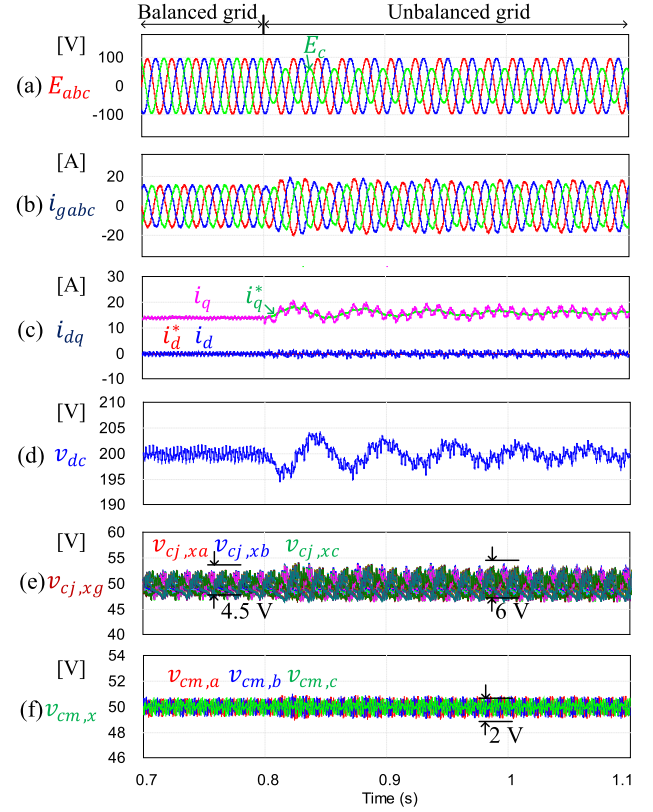 Balanced grid Unbalanced grid
[V]
100
0
-100
(a) E_abc
E_c
[A]
20
0
-20
(b) i_gabc
[A]
30
20
10
0
-10
(c) i_dq
i_q i_q^*
i_d^* i_d
[V]
210
205
200
195
190
(d) v_dc
[V]
60
55
50
45
40
(e) v_cj,xg
v_cj,xa v_cj,xb v_cj,xc
4.5 V 6 V
[V]
54
52
50
48
46
(f) v_cm,x
v_cm,a v_cm,b v_cm,c
2 V
0.7 0.8 0.9 1 1.1
Time (s)